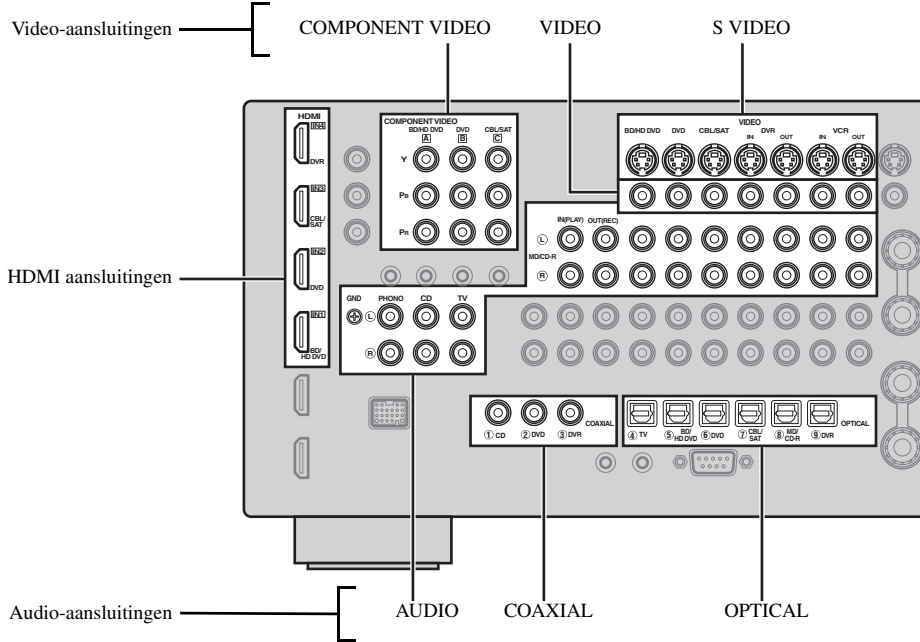 Video-aansluitingen COMPONENT VIDEO VIDEO S VIDEO
HDMI
IN4
DVR
IN3
CBL/
SAT
IN2
DVD
IN1
BD/
HD DVD
COMPONENT VIDEO
BD/HD DVD DVD CBL/SAT
A B C
Y
PB
PR
VIDEO
BD/HD DVD DVD CBL/SAT DVR VCR
IN OUT IN OUT
IN(PLAY) OUT(REC)
L
MD/CD-R
R
HDMI aansluitingen
GND PHONO CD TV
L
R
① CD ② DVD ③ DVR COAXIAL
④ TV ⑤ BD/ HD DVD ⑥ DVD ⑦ CBL/ SAT ⑧ MD/ CD-R ⑨ DVR OPTICAL
Audio-aansluitingen AUDIO COAXIAL OPTICAL